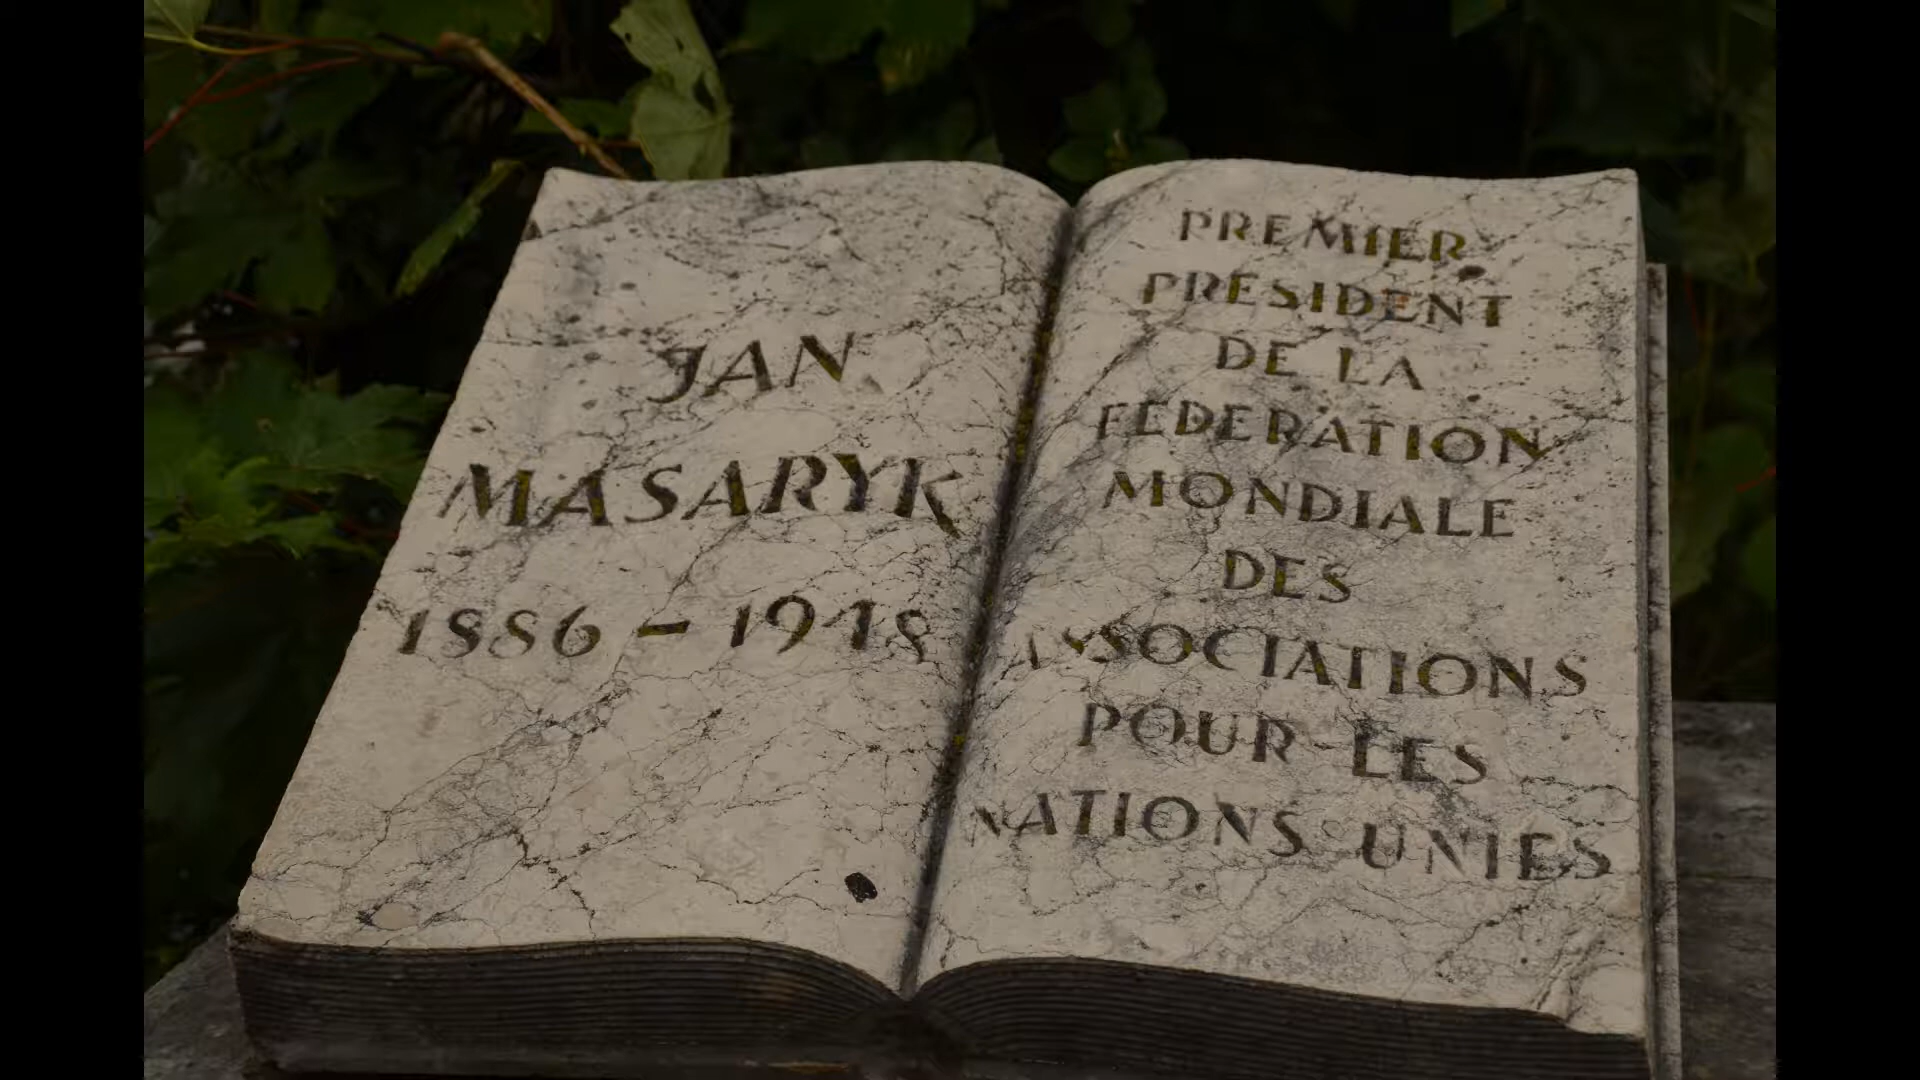 JAN
MASARYK
1886 – 1948
PREMIER
PRESIDENT
DE LA
FEDERATION
MONDIALE
DES
ASSOCIATIONS
POUR LES
NATIONS UNIES